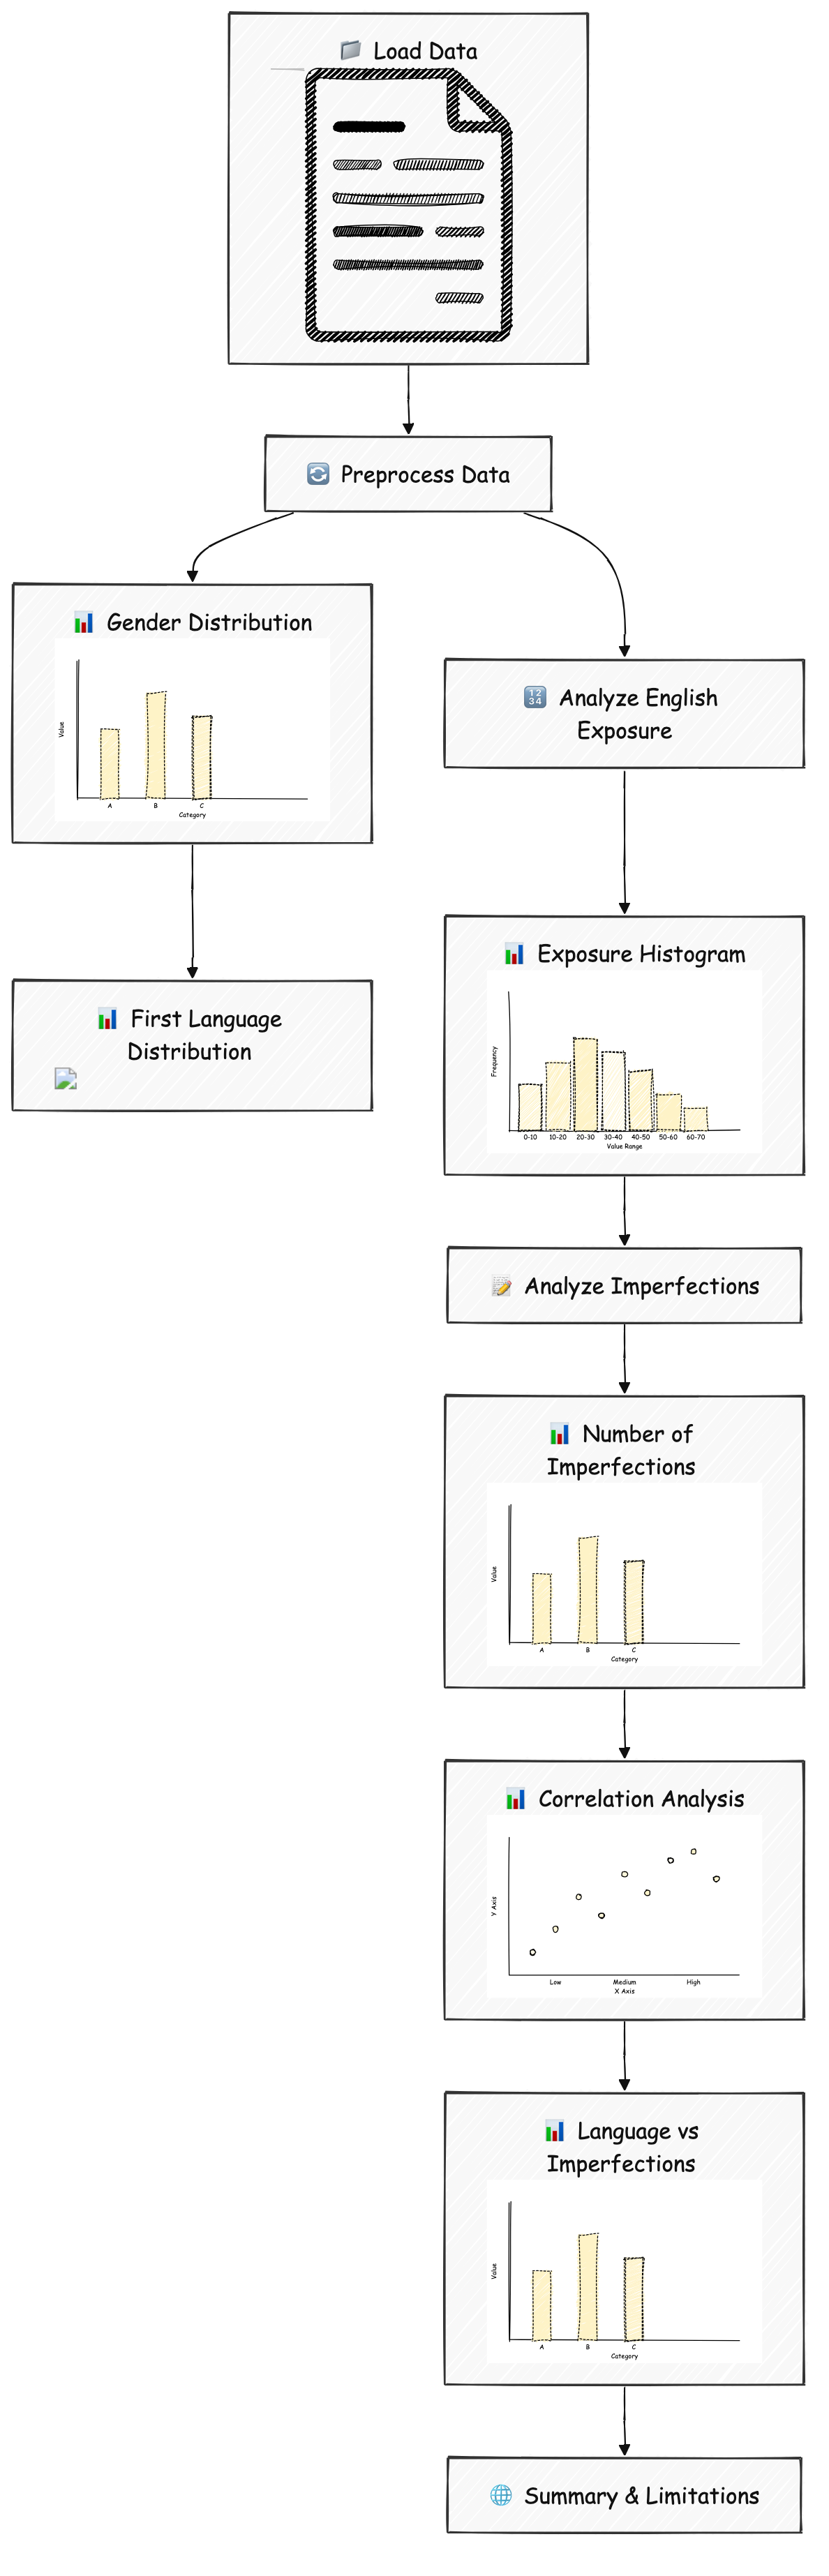 Load Data
Preprocess Data
Gender Distribution
Value
A B C
Category
Analyze English
Exposure
Exposure Histogram
Frequency
0-10 10-20 20-30 30-40 40-50 50-60 60-70
Value Range
First Language
Distribution
Analyze Imperfections
Number of
Imperfections
Value
A B C
Category
Correlation Analysis
Y Axis
Low Medium High
X Axis
Language vs
Imperfections
Value
A B C
Category
Summary & Limitations